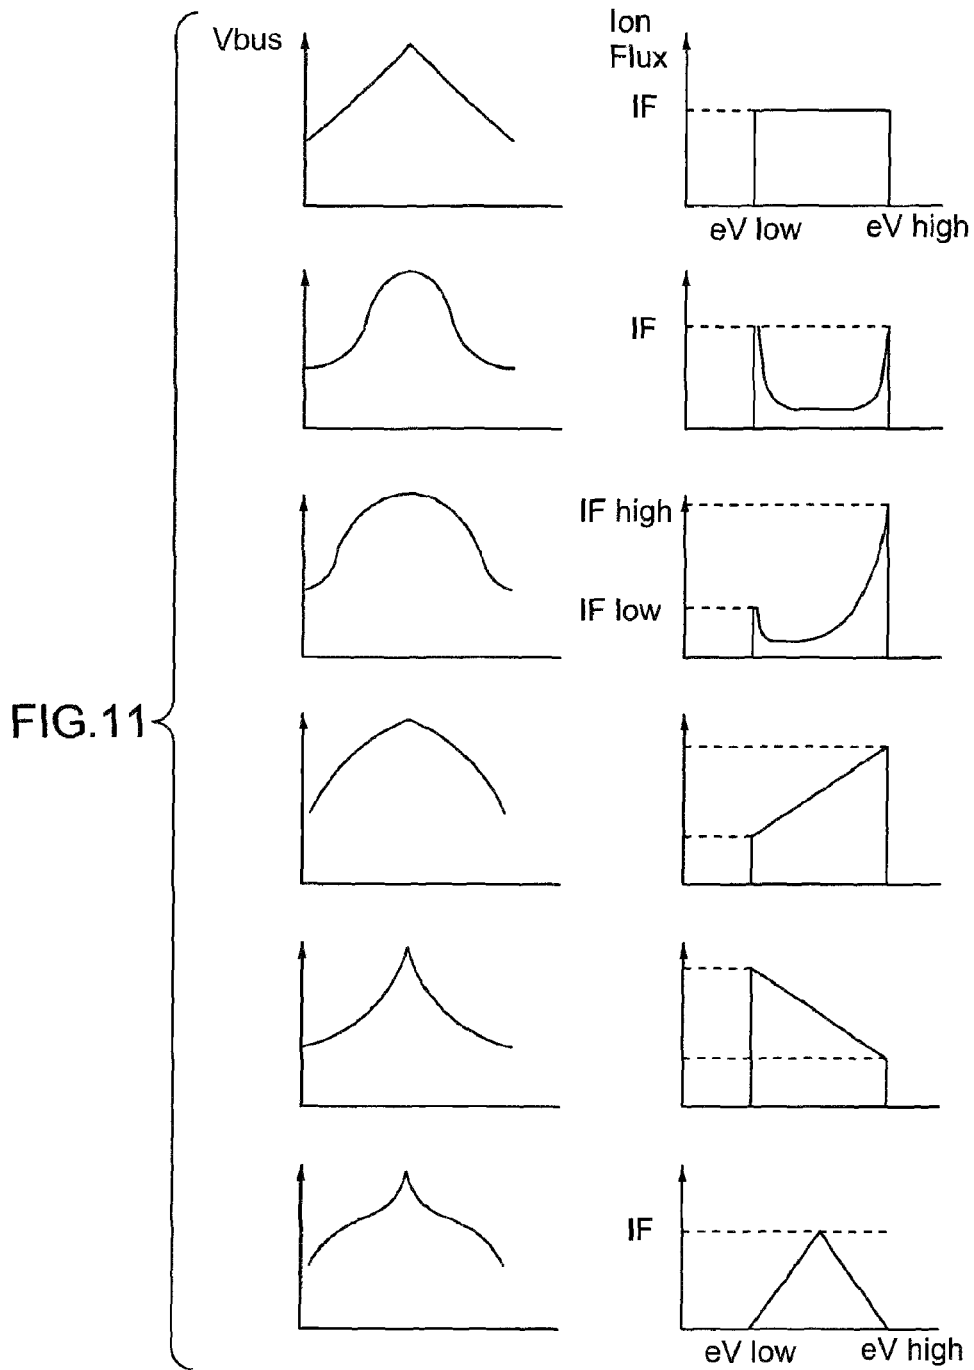 Vbus
Ion
Flux
IF
eV low
eV high
IF
IF high
IF low
FIG.11
IF
eV low
eV high